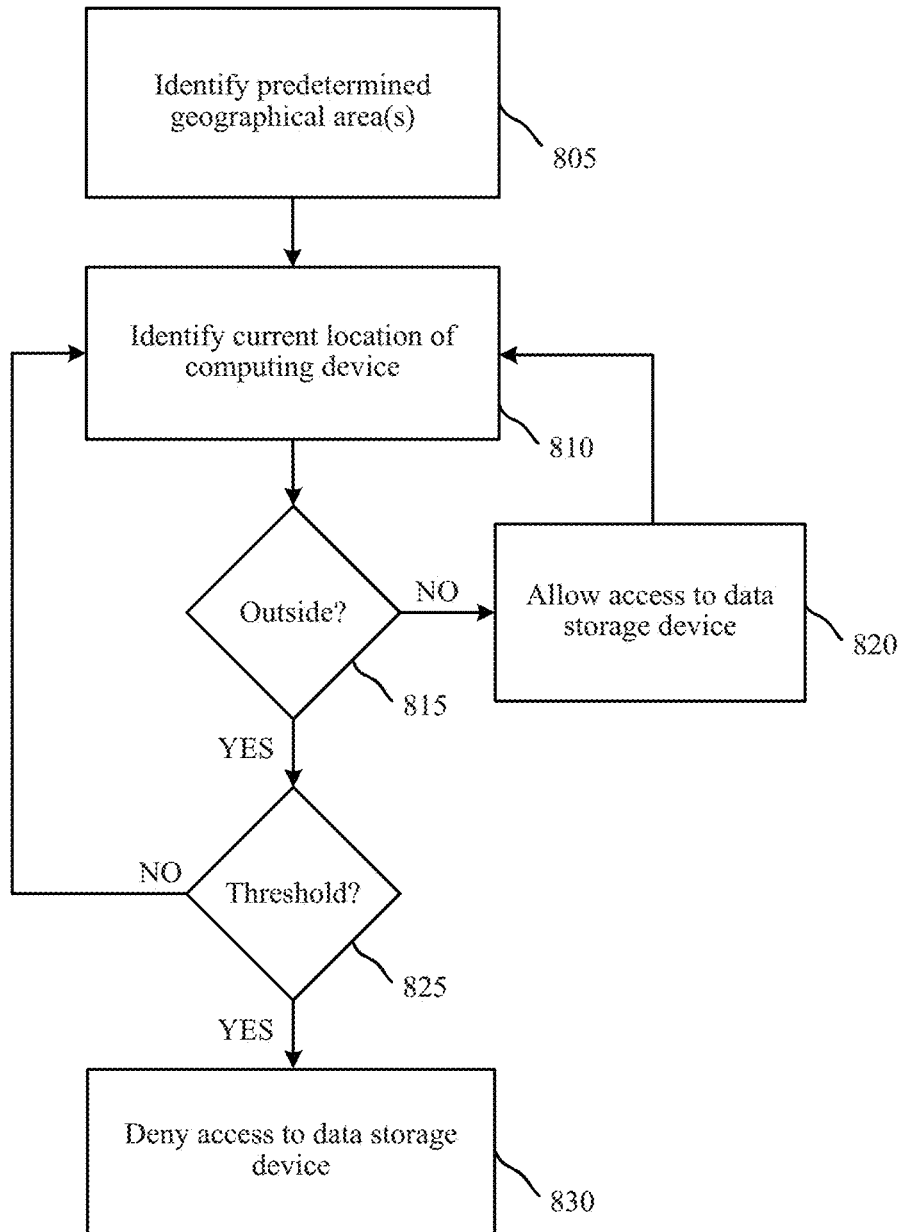 Identify predetermined
geographical area(s)
805
Identify current location of
computing device
810
Outside?
NO
815
Allow access to data
storage device
820
YES
Threshold?
NO
825
YES
Deny access to data storage
device
830